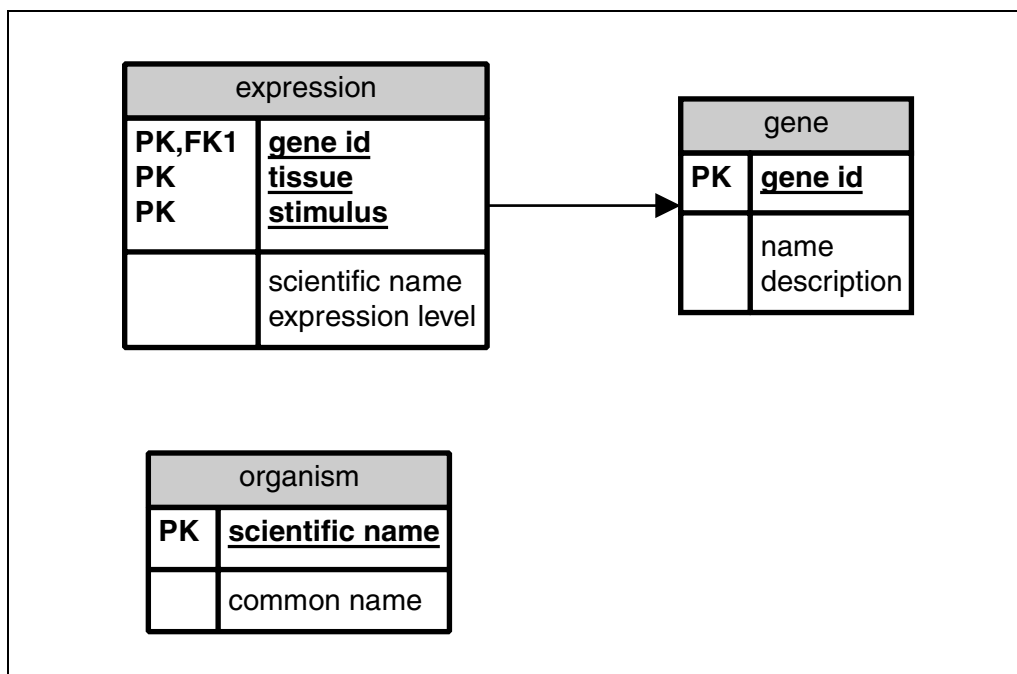 expression
PK,FK1 gene id
PK tissue
PK stimulus
scientific name
expression level
gene
PK gene id
name
description
organism
PK scientific name
common name